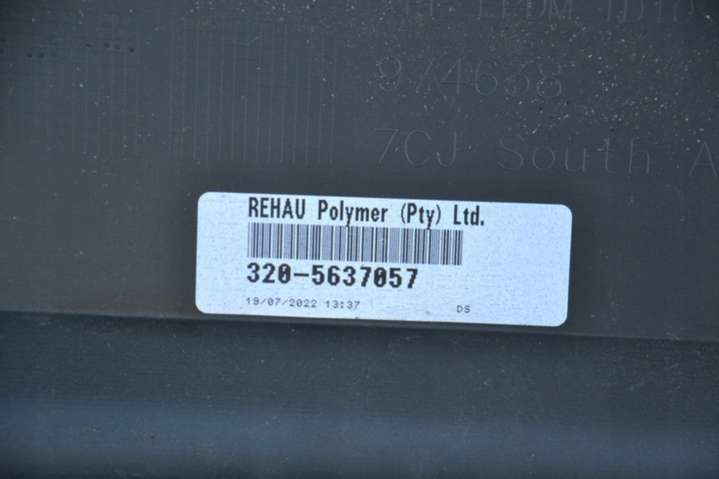 974638
7CJ South A
REHAU Polymer (Pty) Ltd.
320-5637057
19/07/2022 13:37
DS